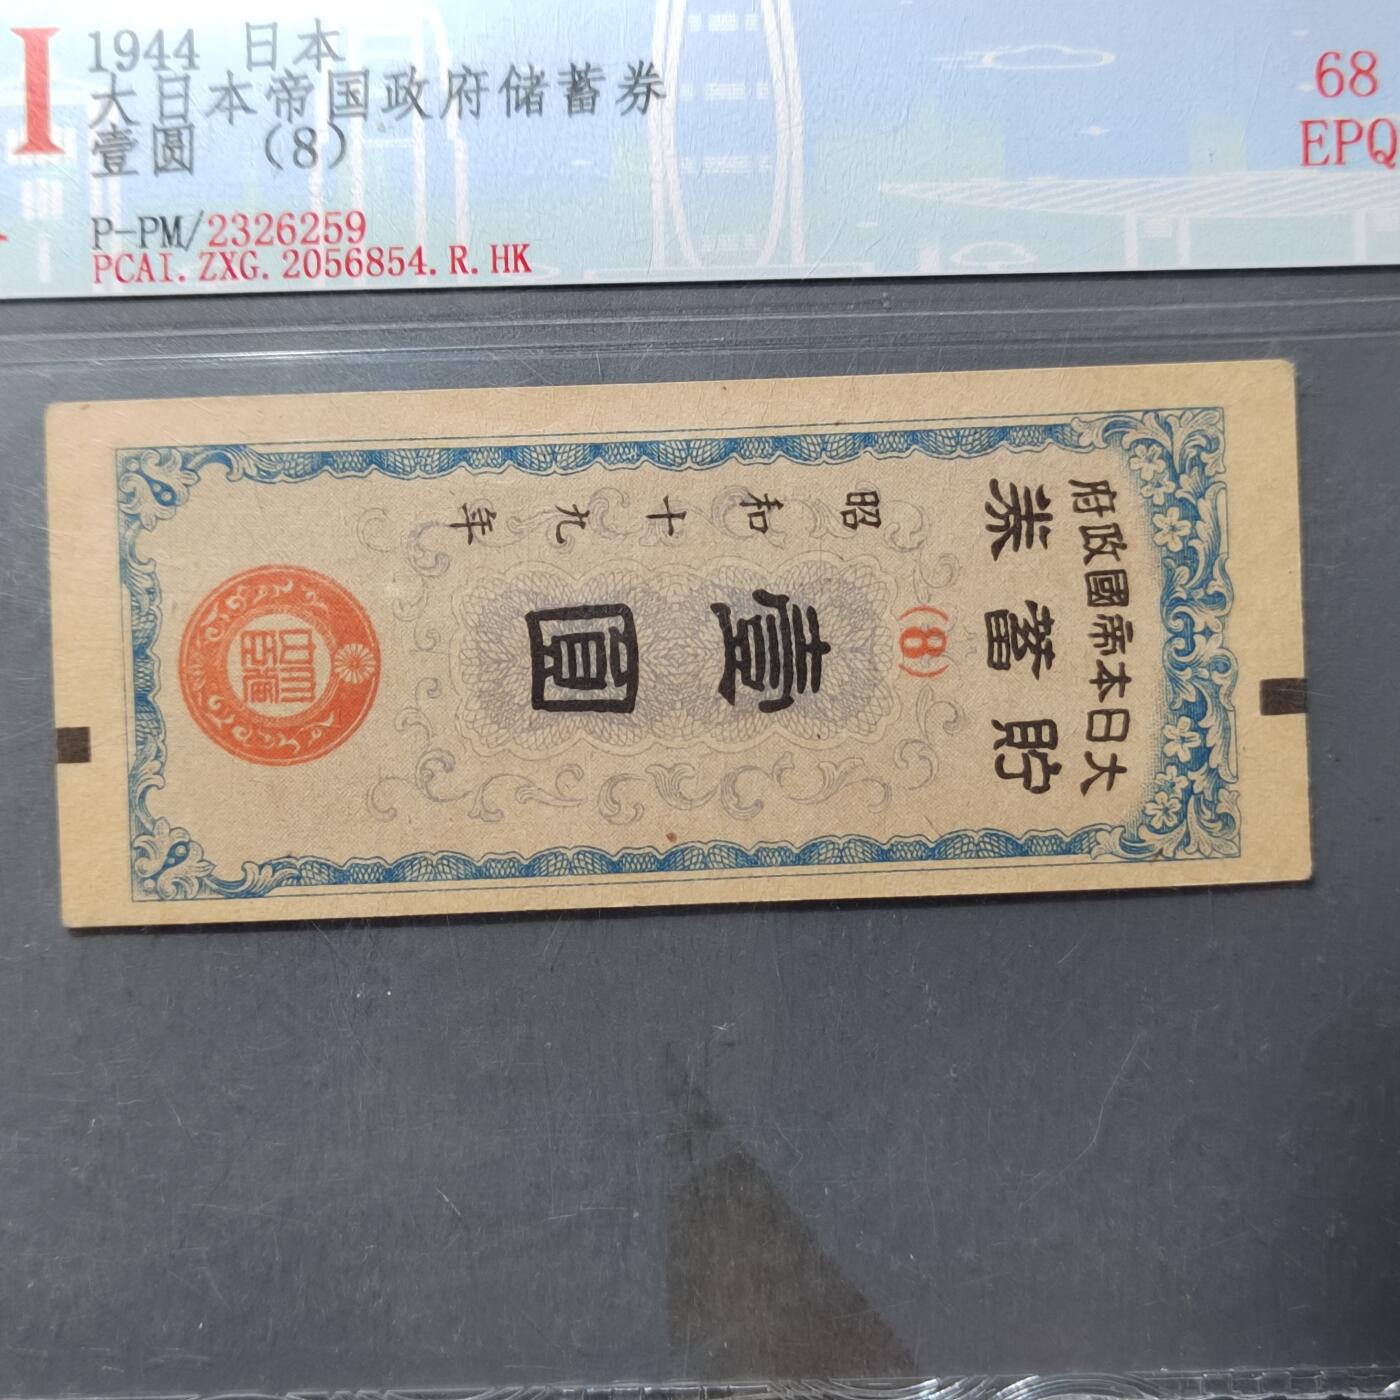 I
1944 日本
大日本帝国政府储蓄券
壹圆 （8）
P-PM/2326259
PCAI.ZXG.2056854.R.HK
68
EPQ
大日本帝國政府
貯蓄券
(8)
壹圓
昭和十九年